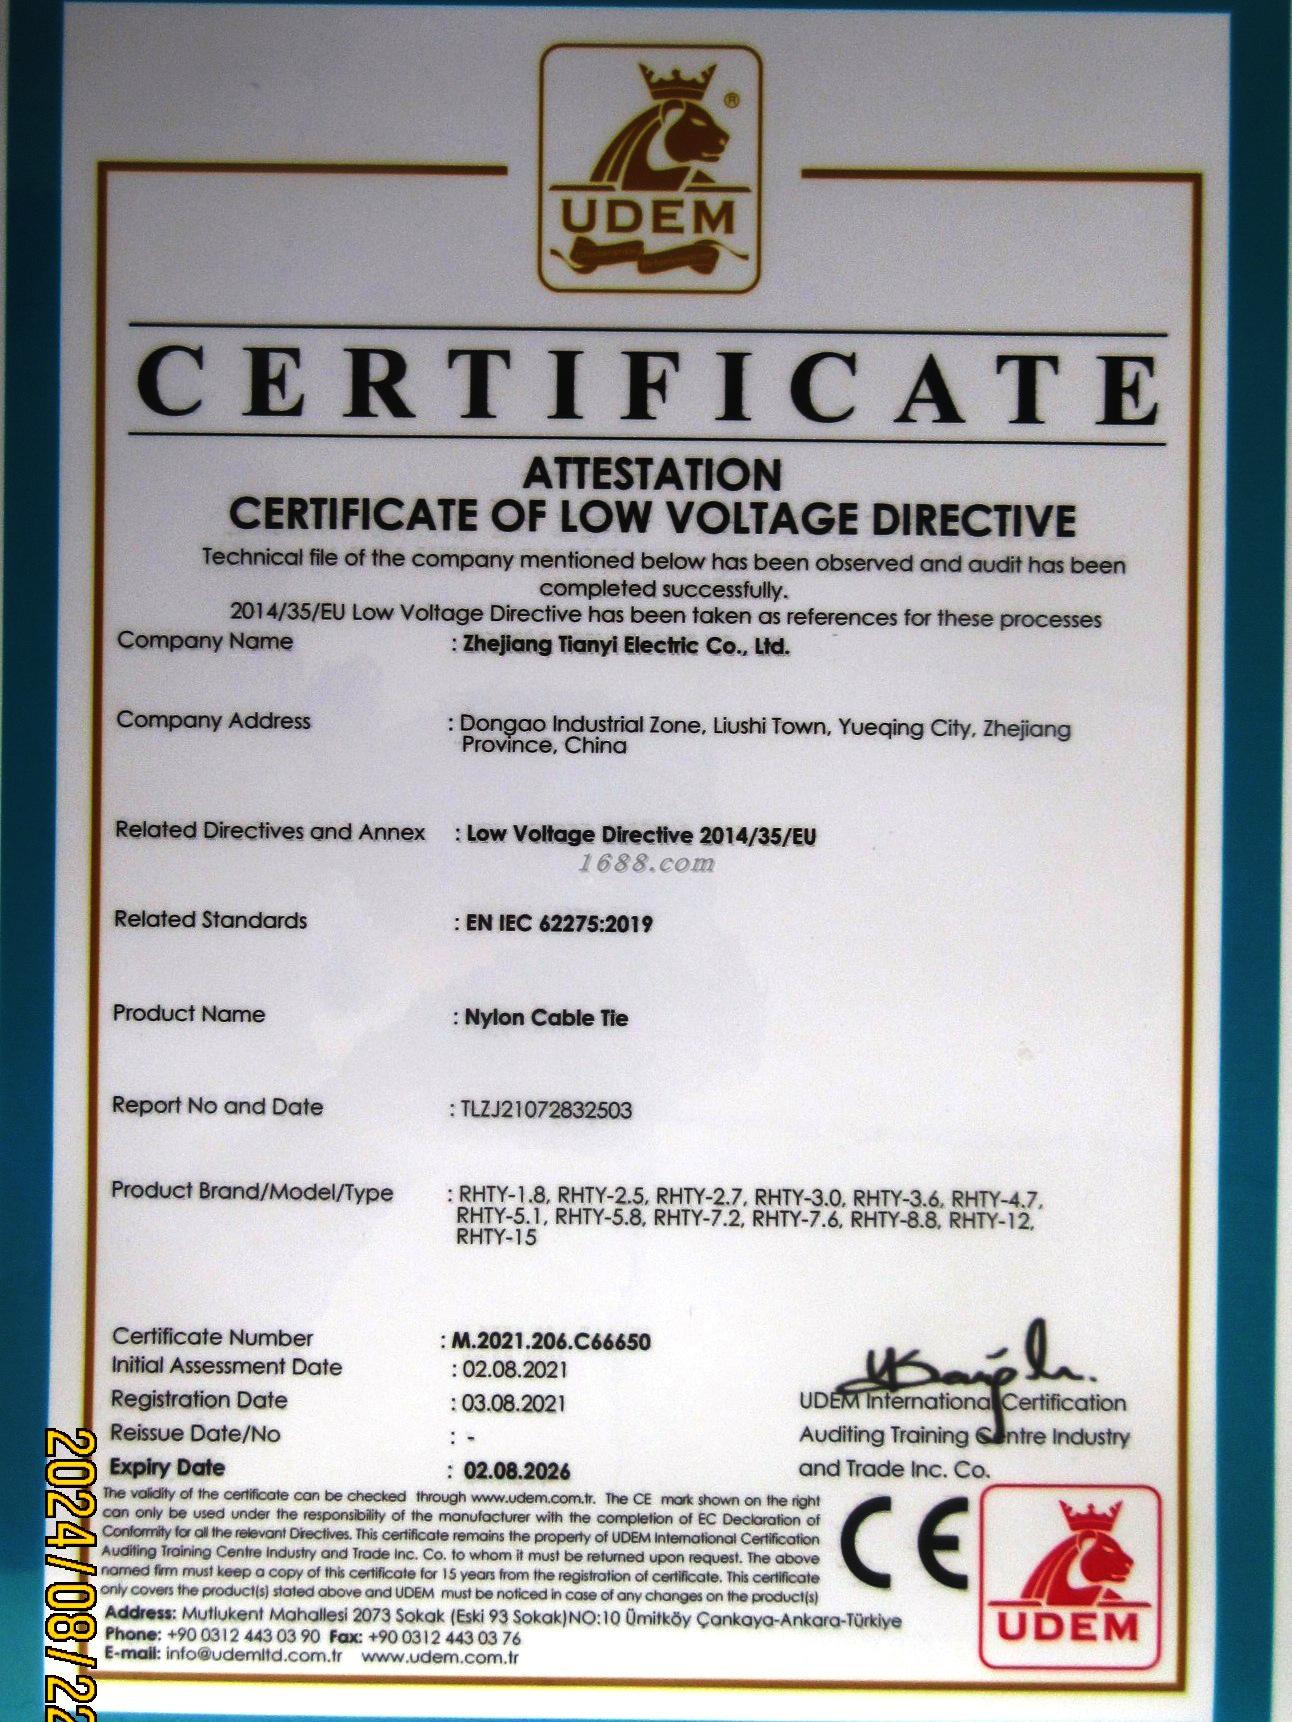 ®
UDEM
CERTIFICATE
ATTESTATION
CERTIFICATE OF LOW VOLTAGE DIRECTIVE
Technical file of the company mentioned below has been observed and audit has been
completed successfully.
2014/35/EU Low Voltage Directive has been taken as references for these processes
Company Name : Zhejiang Tianyi Electric Co., Ltd.
Company Address : Dongao Industrial Zone, Liushi Town, Yueqing City, Zhejiang
Province, China
Related Directives and Annex : Low Voltage Directive 2014/35/EU
1688.com
Related Standards : EN IEC 62275:2019
Product Name : Nylon Cable Tie
Report No and Date : TLZJ21072832503
Product Brand/Model/Type : RHTY-1.8, RHTY-2.5, RHTY-2.7, RHTY-3.0, RHTY-3.6, RHTY-4.7,
RHTY-5.1, RHTY-5.8, RHTY-7.2, RHTY-7.6, RHTY-8.8, RHTY-12,
RHTY-15
Certificate Number : M.2021.206.C66650
Initial Assessment Date : 02.08.2021
Registration Date : 03.08.2021
Reissue Date/No : -
Expiry Date : 02.08.2026
UDEM International Certification
Auditing Training Centre Industry
and Trade Inc. Co.
The validity of the certificate can be checked through www.udem.com.tr. The CE mark shown on the right
can only be used under the responsibility of the manufacturer with the completion of EC Declaration of
Conformity for all the relevant Directives. This certificate remains the property of UDEM International Certification
Auditing Training Centre Industry and Trade Inc. Co. to whom it must be returned upon request. The above
named firm must keep a copy of this certificate for 15 years from the registration of certificate. This certificate
only covers the product(s) stated above and UDEM must be noticed in case of any changes on the product(s)
Address: Mutlukent Mahallesi 2073 Sokak (Eski 93 Sokak)NO:10 Ümitköy Çankaya-Ankara-Türkiye
Phone: +90 0312 443 03 90 Fax: +90 0312 443 03 76
E-mail: info@udemltd.com.tr www.udem.com.tr
CE
UDEM
2024/08/22